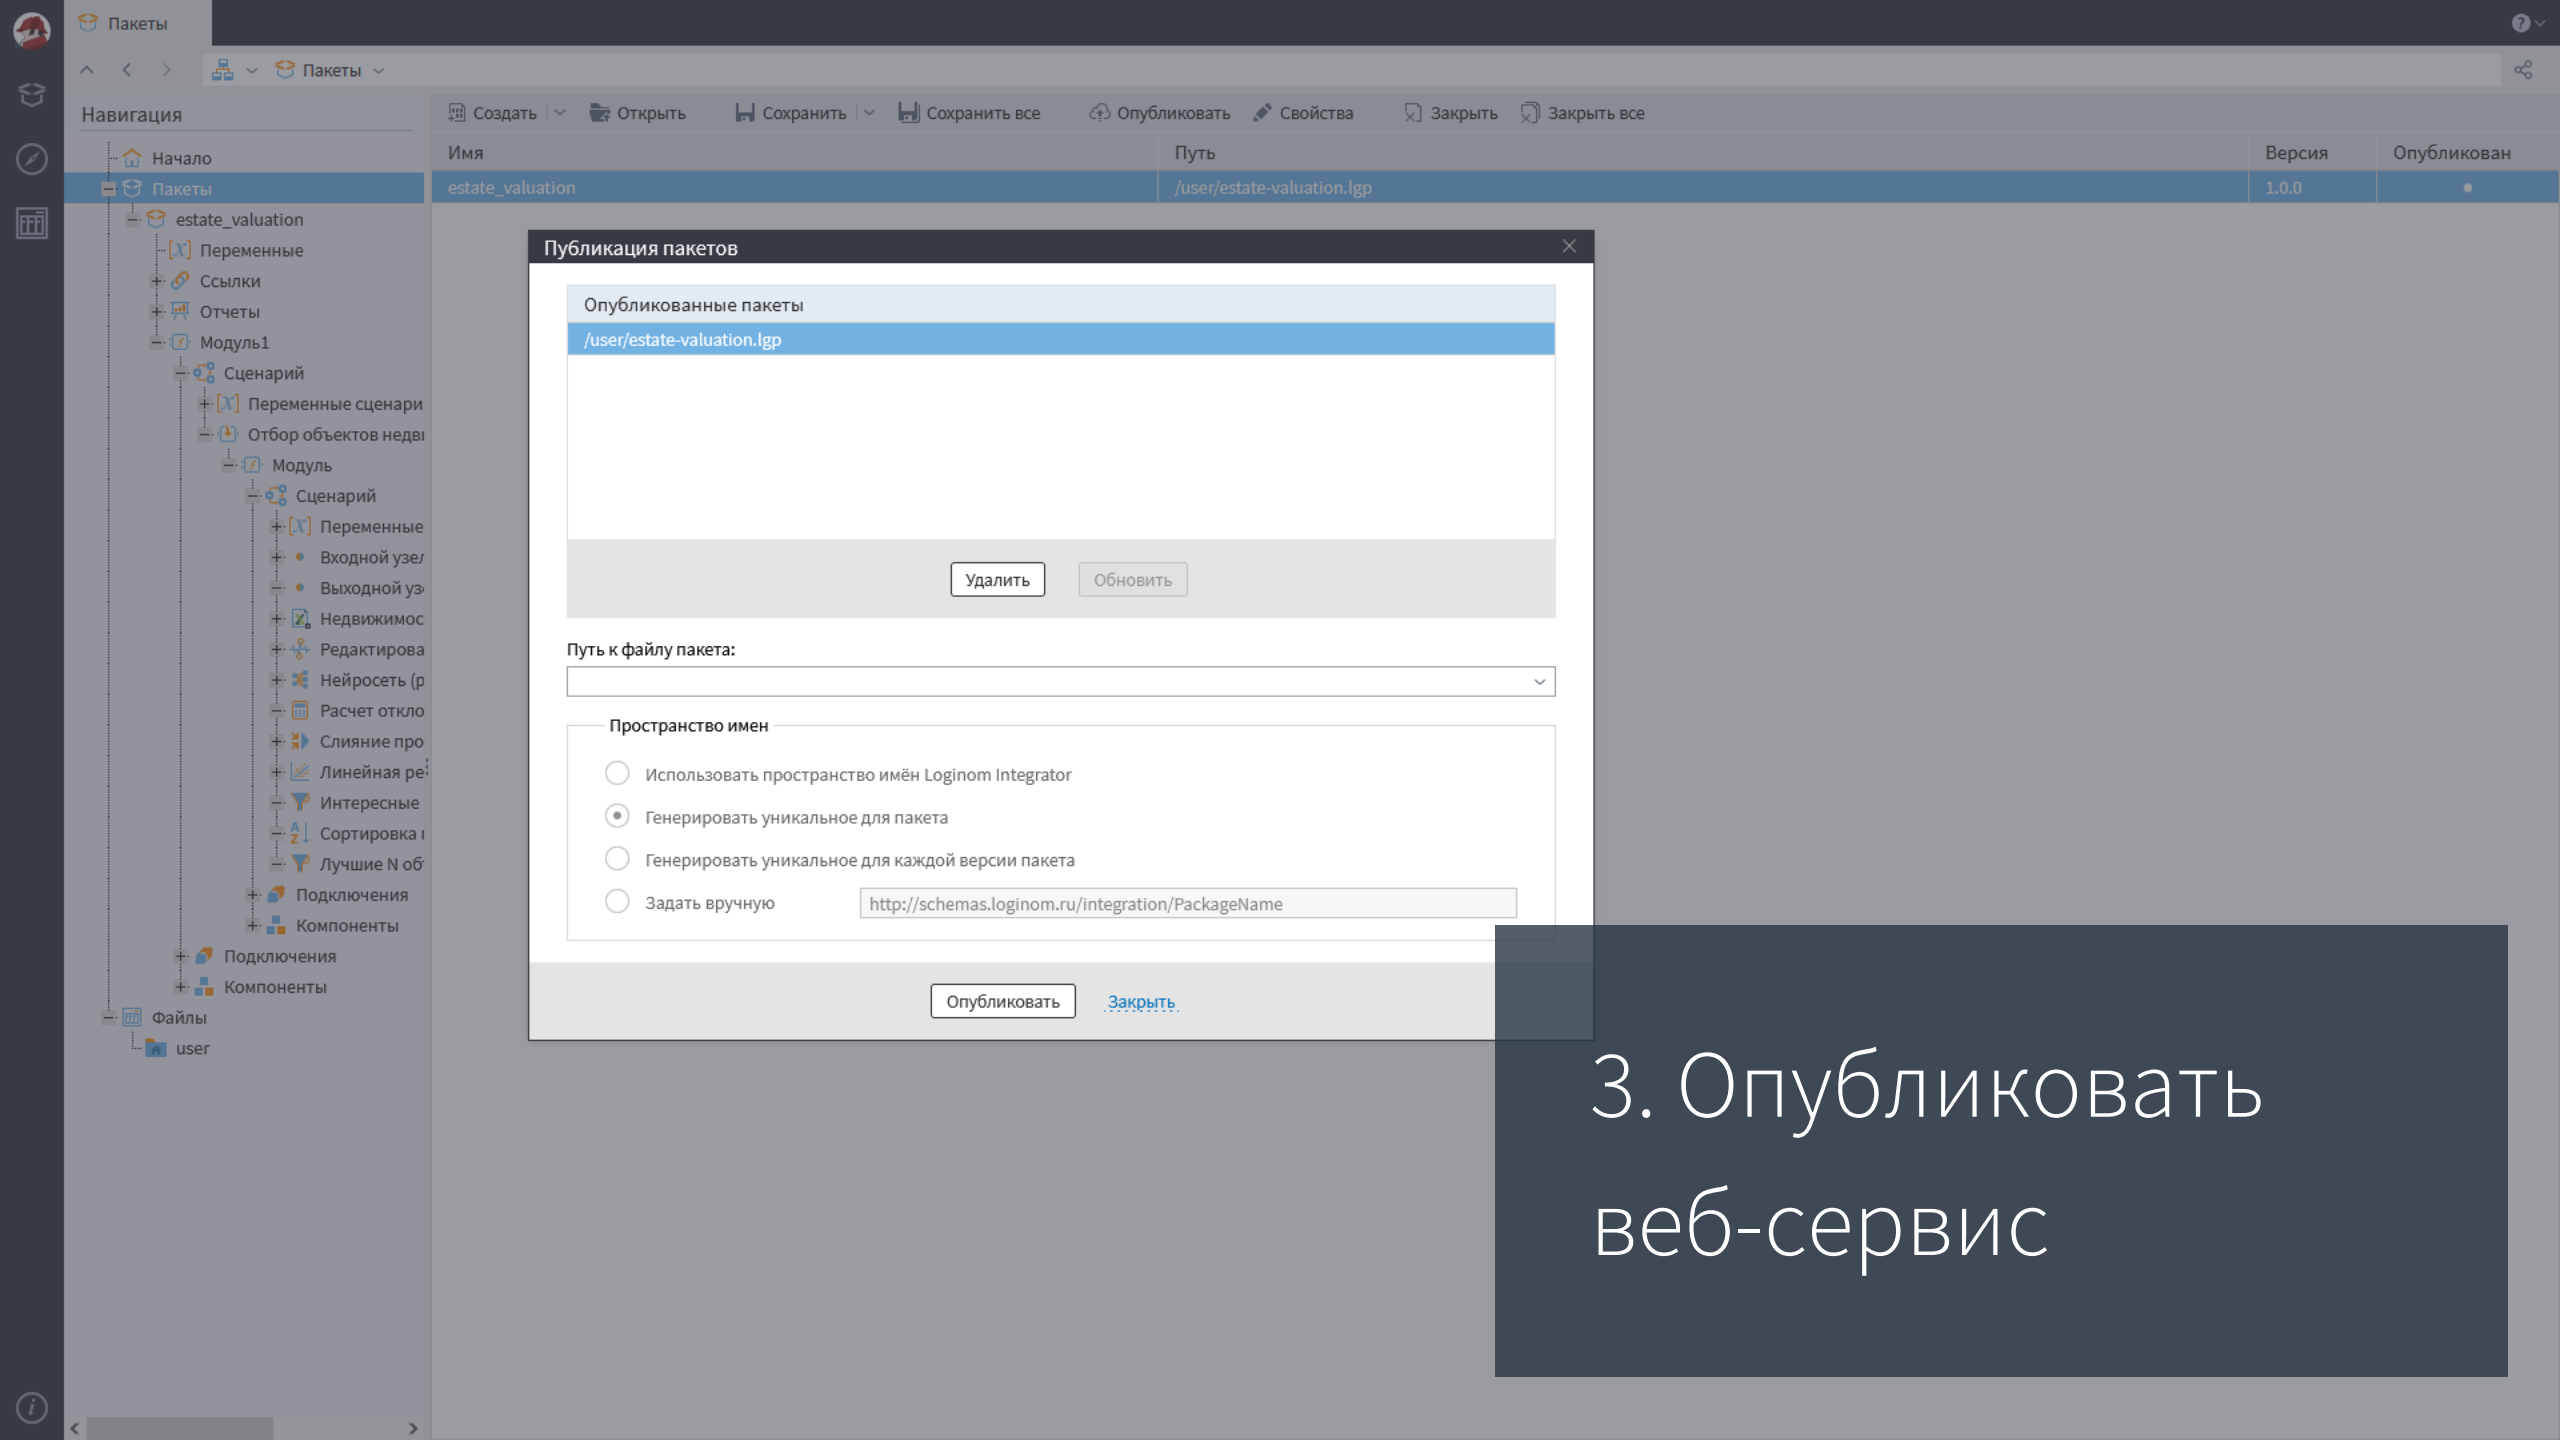 Пакеты
Пакеты
Навигация
Создать
Открыть
Сохранить
Сохранить все
Опубликовать
Свойства
Закрыть
Закрыть все
Имя
Путь
Версия
Опубликован
estate_valuation
/user/estate-valuation.lgp
1.0.0
Начало
Пакеты
estate_valuation
Переменные
Ссылки
Отчеты
Модуль1
Сценарий
Переменные сценари
Отбор объектов недви
Модуль
Сценарий
Переменные
Входной узел
Выходной уз
Недвижимос
Редактирова
Нейросеть (р
Расчет откло
Слияние про
Линейная ре
Интересные
Сортировка
Лучшие N об
Подключения
Компоненты
Подключения
Компоненты
Файлы
user
Публикация пакетов
Опубликованные пакеты
/user/estate-valuation.lgp
Удалить
Обновить
Путь к файлу пакета:
Пространство имен
Использовать пространство имён Loginom Integrator
Генерировать уникальное для пакета
Генерировать уникальное для каждой версии пакета
Задать вручную
http://schemas.loginom.ru/integration/PackageName
Опубликовать
Закрыть
3. Опубликовать
веб-сервис